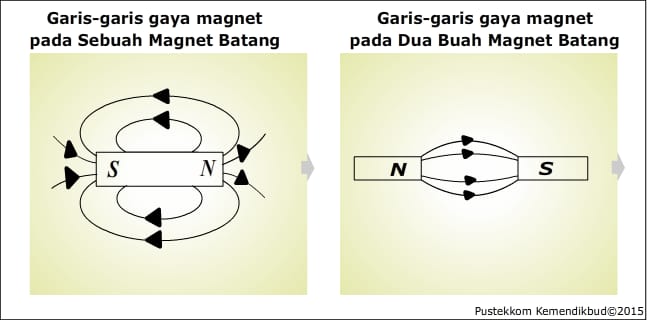 Garis-garis gaya magnet
pada Sebuah Magnet Batang
S N
Garis-garis gaya magnet
pada Dua Buah Magnet Batang
N S
Pustekkom Kemendikbud©2015